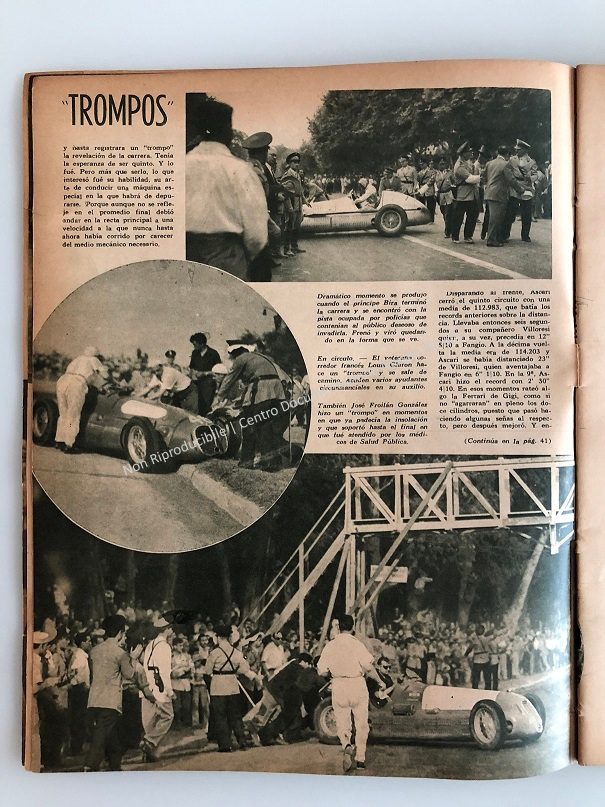 "TROMPOS"
y hasta registrara un "trompo"
la revelación de la carrera. Tenía
la esperanza de ser quinto. Y lo
fué. Pero más que serlo, lo que
interesó fué su habilidad, su ar-
te de conducir una máquina es-
pecial en la que habrá de depu-
rarse. Porque aunque no se refle-
je en el promedio final debió
andar en la recta principal a una
velocidad a la que nunca hasta
ahora había corrido por carecer
del medio mecánico necesario.
Dramático momento se produjo
cuando el príncipe Bira terminó
la carrera y se encontró con la
pista ocupada por policías que
contenían al público deseoso de
invadirla. Frenó y viró quedan-
do en la forma que se ve.
En círculo. — El veterano co-
rredor francés Louis Gérard ha-
ce un "trompo" y se sale de
camino. Acuden varios ayudantes
circunstanciales en su auxilio.
También José Froilán González
hizo un "trompo" en momentos
en que ya padecía la insolación
y que soportó hasta el final en
que fué atendido por los médi-
cos de Salud Pública.
Disparando al frente, Ascari
cerró el quinto circuito con una
media de 112.983, que batía los
records anteriores sobre la distan-
cia. Llevaba entonces seis segun-
dos a su compañero Villoresi
quien, a su vez, precedía en 12"
5|10 a Fangio. A la décima vuel-
ta la media era de 114.203 y
Ascari se había distanciado 23"
de Villoresi, quien aventajaba a
Fangio en 6" 1|10. En la 9ª. As-
cari hizo el record con 2' 30"
4|10. En esos momentos rateó al-
go la Ferrari de Gigi, como si
no "agarraran" en pleno los do-
ce cilindros, puesto que pasó ha-
ciendo algunas señas al respec-
to, pero después mejoró. Y en-
(Continúa en la pág. 41)
Non Riproducibile | Centro Docu